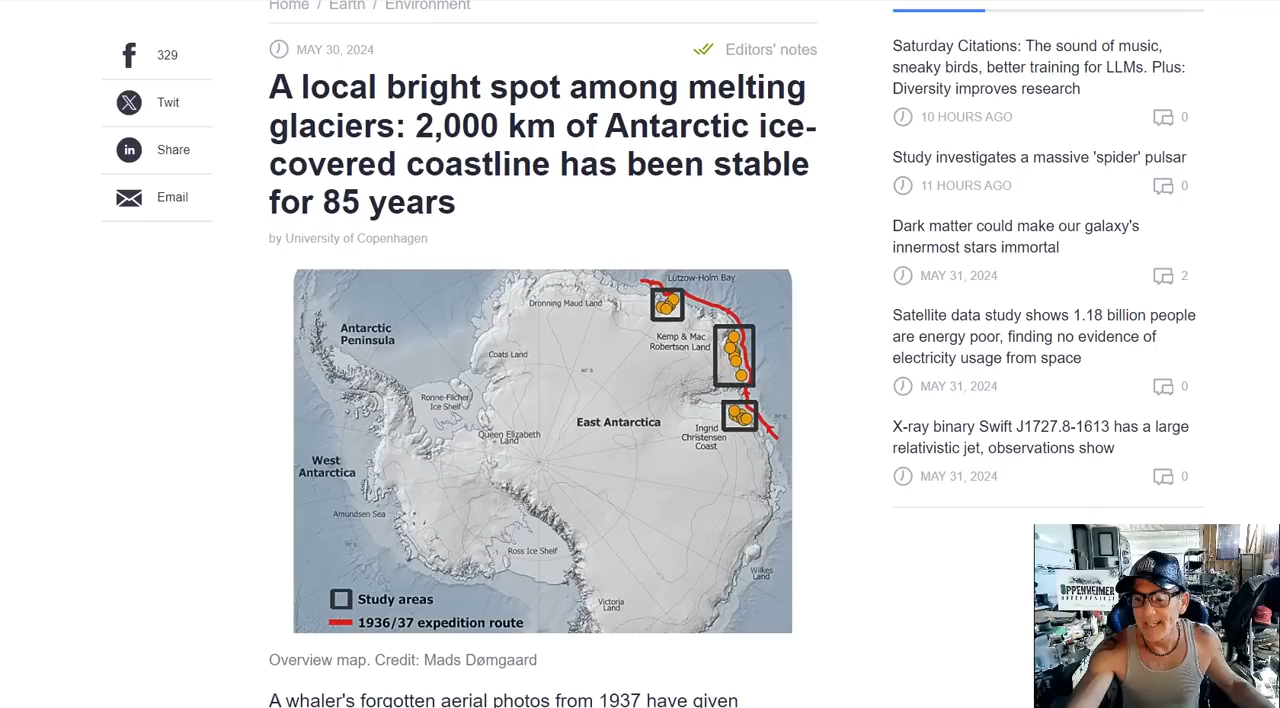 Home / Earth / Environment
329
Twit
in
Share
Email
MAY 30, 2024
Editors' notes
A local bright spot among melting
glaciers: 2,000 km of Antarctic ice-
covered coastline has been stable
for 85 years
by University of Copenhagen
Lützow-Holm Bay
Dronning Maud Land
Antarctic
Peninsula
Kemp & Mac
Robertson Land
Coats Land
Ronne-Filchner
Ice Shelf
East Antarctica
Queen Elizabeth
Land
Ingrid
Christensen
Coast
West
Antarctica
Amundsen Sea
Ross Ice Shelf
Wilkes
Land
Victoria
Land
Study areas
1936/37 expedition route
Overview map. Credit: Mads Dømgaard
A whaler's forgotten aerial photos from 1937 have given
Saturday Citations: The sound of music,
sneaky birds, better training for LLMs. Plus:
Diversity improves research
10 HOURS AGO
0
Study investigates a massive 'spider' pulsar
11 HOURS AGO
0
Dark matter could make our galaxy's
innermost stars immortal
MAY 31, 2024
2
Satellite data study shows 1.18 billion people
are energy poor, finding no evidence of
electricity usage from space
MAY 31, 2024
0
X-ray binary Swift J1727.8-1613 has a large
relativistic jet, observations show
MAY 31, 2024
0
OPPENHEIMER